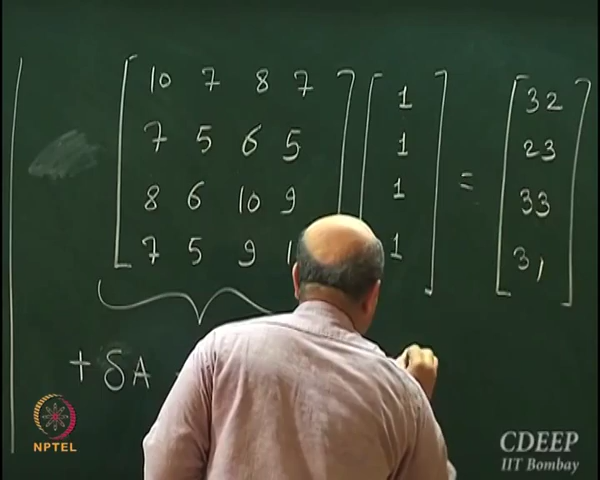 10 7 8 7 1 32
7 5 6 5 1 23
8 6 10 9 1 = 33
7 5 9 1 1 31
+ δA
NPTEL
CDEEP
IIT Bombay